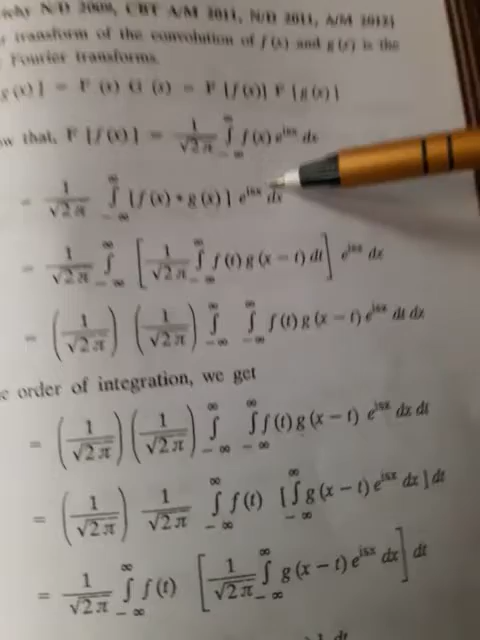 N/D 2009, CBT A/M 2011, N/D 2011, A/M 2012]
transform of the convolution of f (x) and g (x) is the
Fourier transforms.
g (x) ] = F (s) G (s) = F [f (x)] F [g (x)]
that, F [f (x)] = 1/√2π ∫_{-∞}^{∞} f (x) e^{isx} dx
= 1/√2π ∫_{-∞}^{∞} [f (x) * g (x)] e^{isx} dx
= 1/√2π ∫_{-∞}^{∞} [ 1/√2π ∫_{-∞}^{∞} f (t) g (x − t) dt ] e^{isx} dx
= (1/√2π) (1/√2π) ∫_{-∞}^{∞} ∫_{-∞}^{∞} f (t) g (x − t) e^{isx} dt dx
order of integration, we get
= (1/√2π) (1/√2π) ∫_{-∞}^{∞} ∫_{-∞}^{∞} f (t) g (x − t) e^{isx} dx dt
= (1/√2π) 1/√2π ∫_{-∞}^{∞} f (t) [ ∫_{-∞}^{∞} g (x − t) e^{isx} dx ] dt
= 1/√2π ∫_{-∞}^{∞} f (t) [ 1/√2π ∫_{-∞}^{∞} g (x − t) e^{isx} dx ] dt